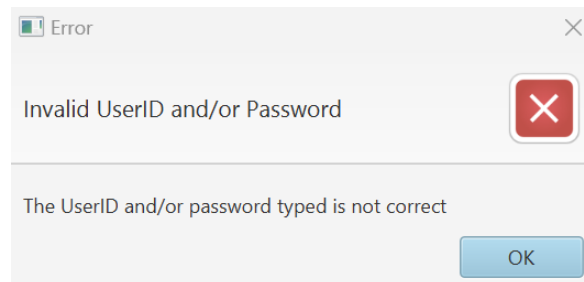 Error
Invalid UserID and/or Password
The UserID and/or password typed is not correct
OK